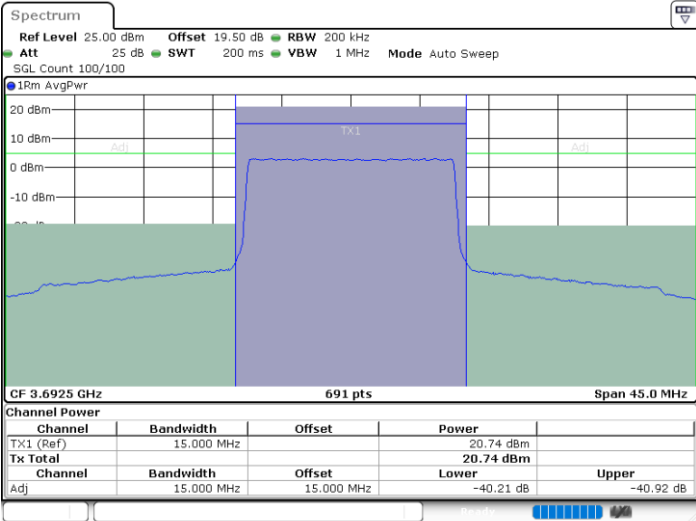 Spectrum
Ref Level 25.00 dBm Offset 19.50 dB RBW 200 kHz
Att 25 dB SWT 200 ms VBW 1 MHz Mode Auto Sweep
SGL Count 100/100
1Rm AvgPwr
20 dBm
TX1
10 dBm
Adj Adj
0 dBm
-10 dBm
CF 3.6925 GHz 691 pts Span 45.0 MHz
Channel Power
Channel Bandwidth Offset Power
TX1 (Ref) 15.000 MHz 20.74 dBm
Tx Total 20.74 dBm
Channel Bandwidth Offset Lower Upper
Adj 15.000 MHz 15.000 MHz -40.21 dB -40.92 dB
Ready